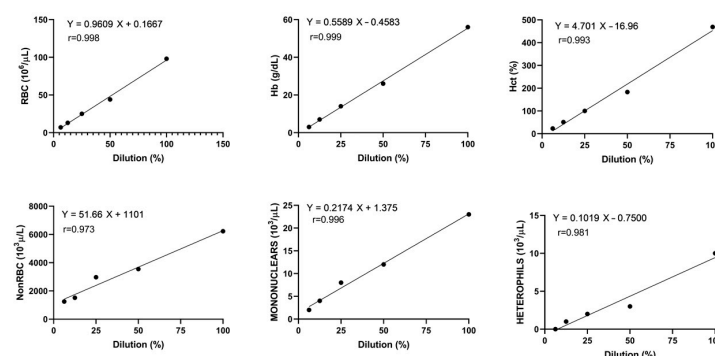 Y = 0.9609 X + 0.1667
r=0.998
RBC (10⁶/µL)
150
100
50
0
0
50
100
150
Dilution (%)
Y = 0.5589 X – 0.4583
r=0.999
Hb (g/dL)
60
40
20
0
0
25
50
75
100
Dilution (%)
Y = 4.701 X – 16.96
r=0.993
Hct (%)
500
400
300
200
100
0
0
25
50
75
100
Dilution (%)
Y = 51.66 X + 1101
r=0.973
NonRBC (10³µ/L)
8000
6000
4000
2000
0
0
25
50
75
100
Dilution (%)
Y = 0.2174 X + 1.375
r=0.996
MONONUCLEARS (10³/µL)
25
20
15
10
5
0
0
25
50
75
100
Dilution (%)
Y = 0.1019 X – 0.7500
r=0.981
HETEROPHILS (10³/µL)
15
10
5
0
0
25
50
75
100
Dilution (%)